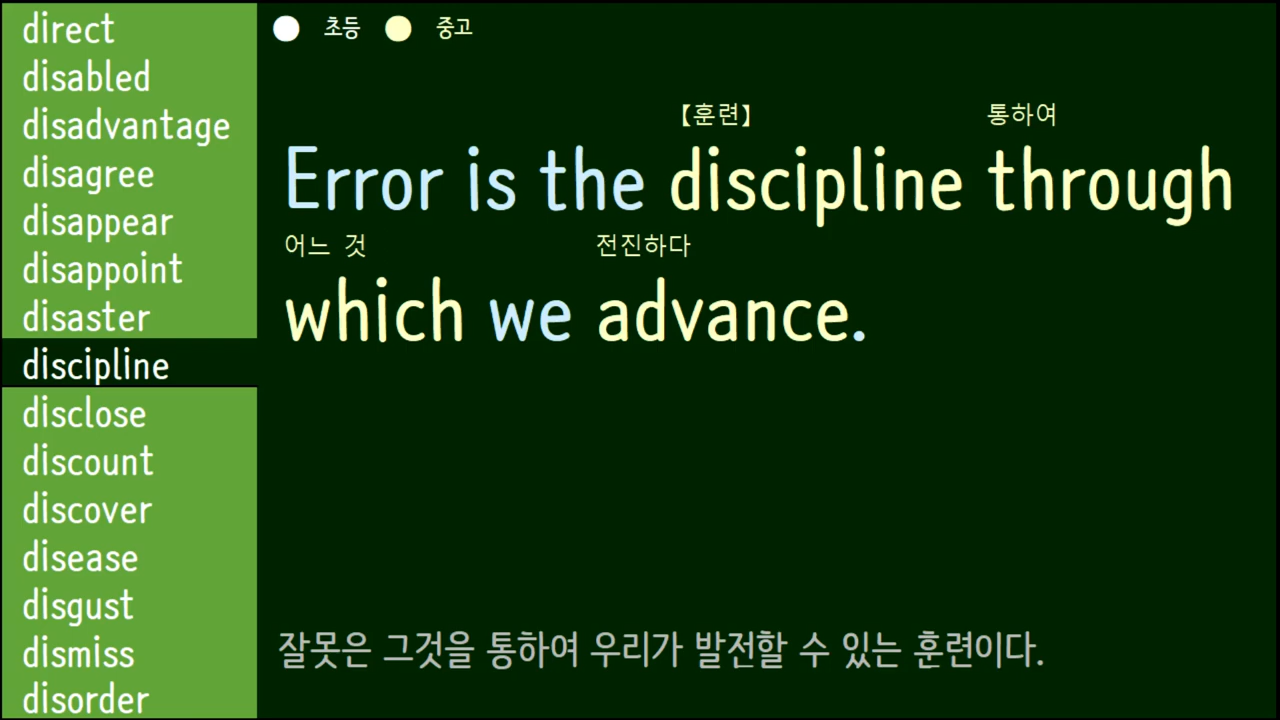 direct
disabled
disadvantage
disagree
disappear
disappoint
disaster
discipline
disclose
discount
discover
disease
disgust
dismiss
disorder
초등 중고
【훈련】 통하여
Error is the discipline through
어느 것 전진하다
which we advance.
잘못은 그것을 통하여 우리가 발전할 수 있는 훈련이다.